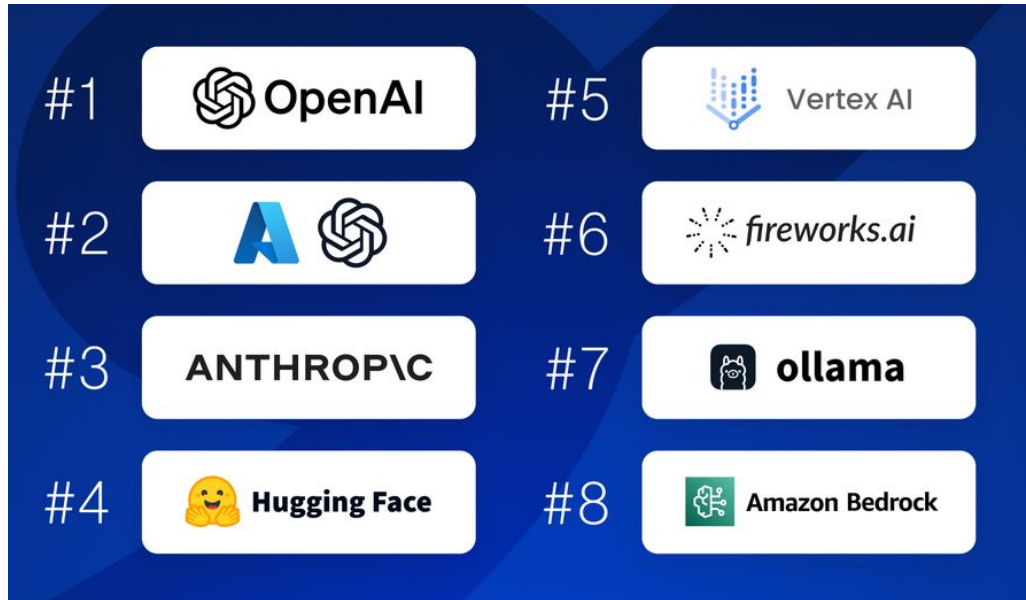 #1
OpenAI
#2
#3
ANTHROP\C
#4
Hugging Face
#5
Vertex AI
#6
fireworks.ai
#7
ollama
#8
Amazon Bedrock